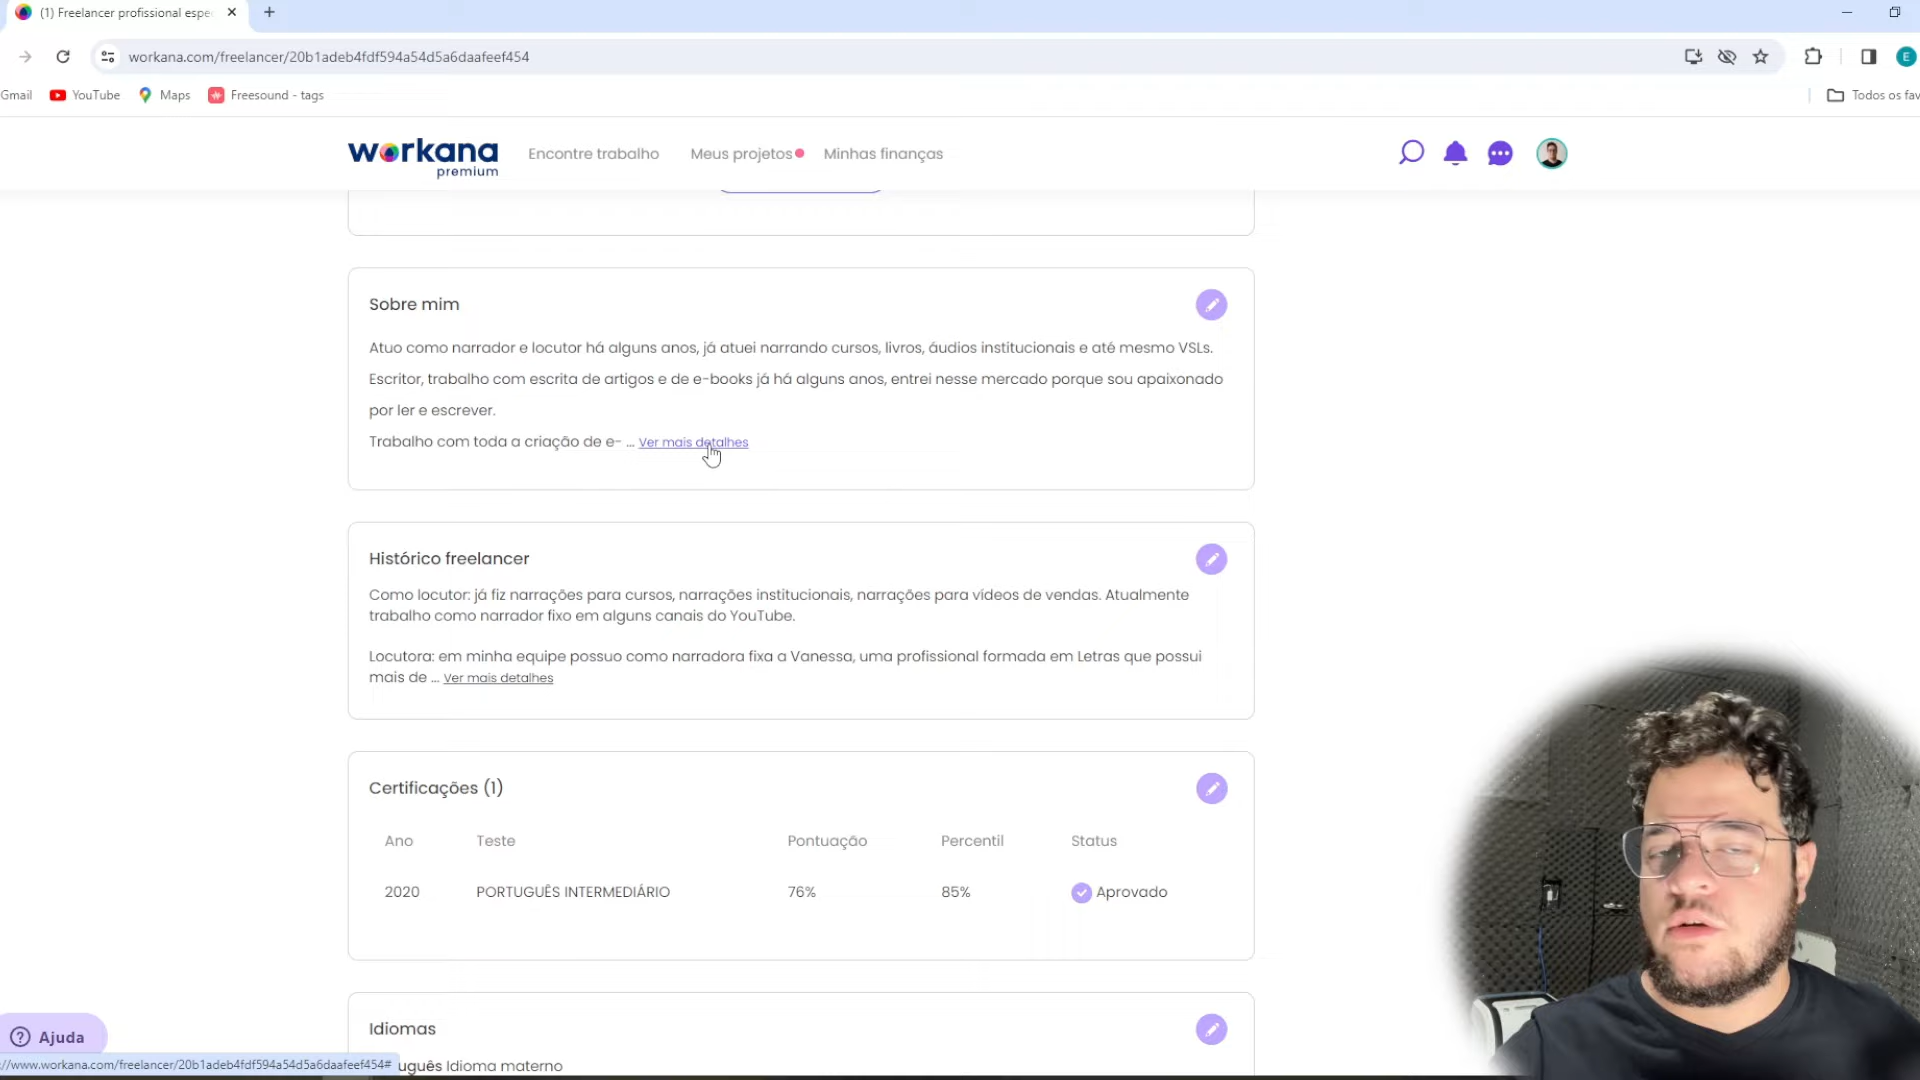 (1) Freelancer profissional espe
workana.com/freelancer/20b1adeb4fdf594a54d5a6daafeef454
E
Gmail YouTube Maps Freesound - tags Todos os fav
workana premium Encontre trabalho Meus projetos Minhas finanças
Sobre mim
Atuo como narrador e locutor há alguns anos, já atuei narrando cursos, livros, áudios institucionais e até mesmo VSLs.
Escritor, trabalho com escrita de artigos e de e-books já há alguns anos, entrei nesse mercado porque sou apaixonado
por ler e escrever.
Trabalho com toda a criação de e- ... Ver mais detalhes
Histórico freelancer
Como locutor: já fiz narrações para cursos, narrações institucionais, narrações para vídeos de vendas. Atualmente
trabalho como narrador fixo em alguns canais do YouTube.
Locutora: em minha equipe possuo como narradora fixa a Vanessa, uma profissional formada em Letras que possui
mais de ... Ver mais detalhes
Certificações (1)
Ano Teste Pontuação Percentil Status
2020 PORTUGUÊS INTERMEDIÁRIO 76% 85% Aprovado
Idiomas
Ajuda
://www.workana.com/freelancer/20b1adeb4fdf594a54d5a6daafeef454#
uguês Idioma materno